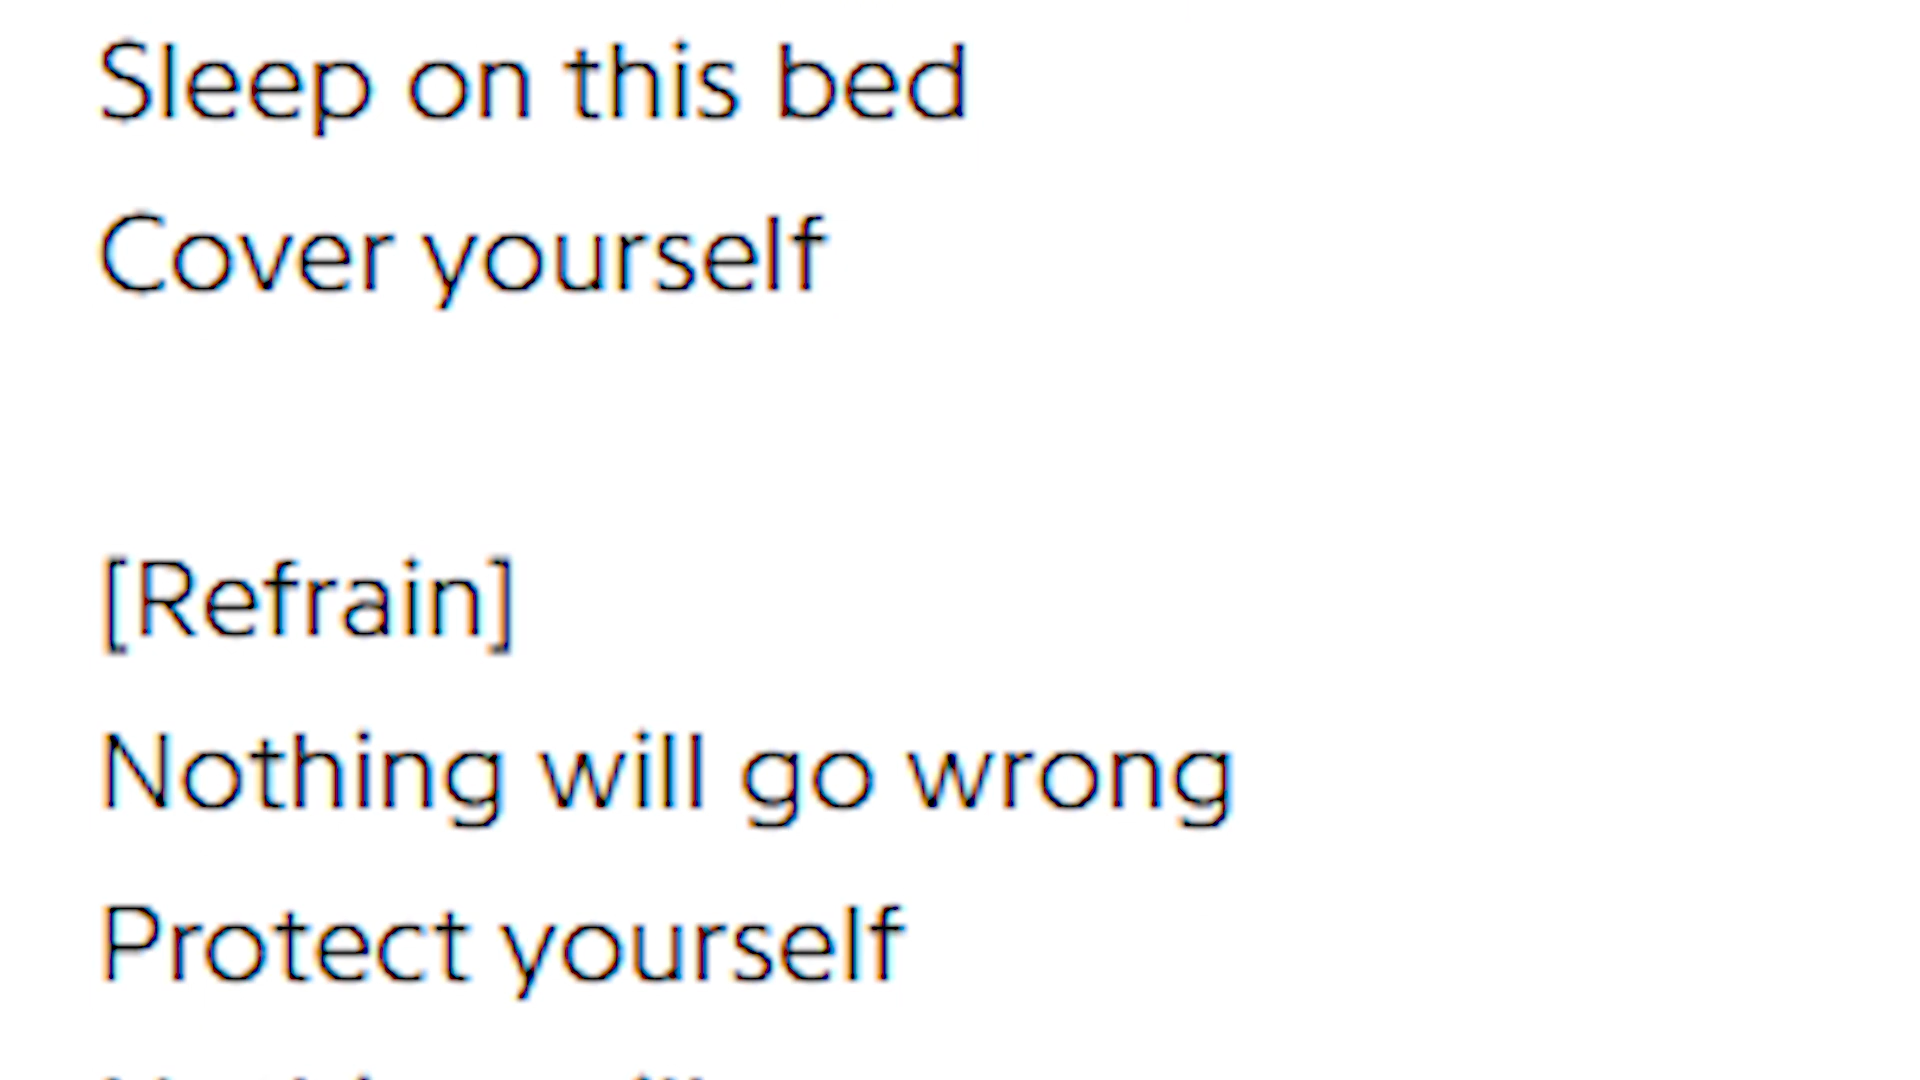 Sleep on this bed
Cover yourself
[Refrain]
Nothing will go wrong
Protect yourself